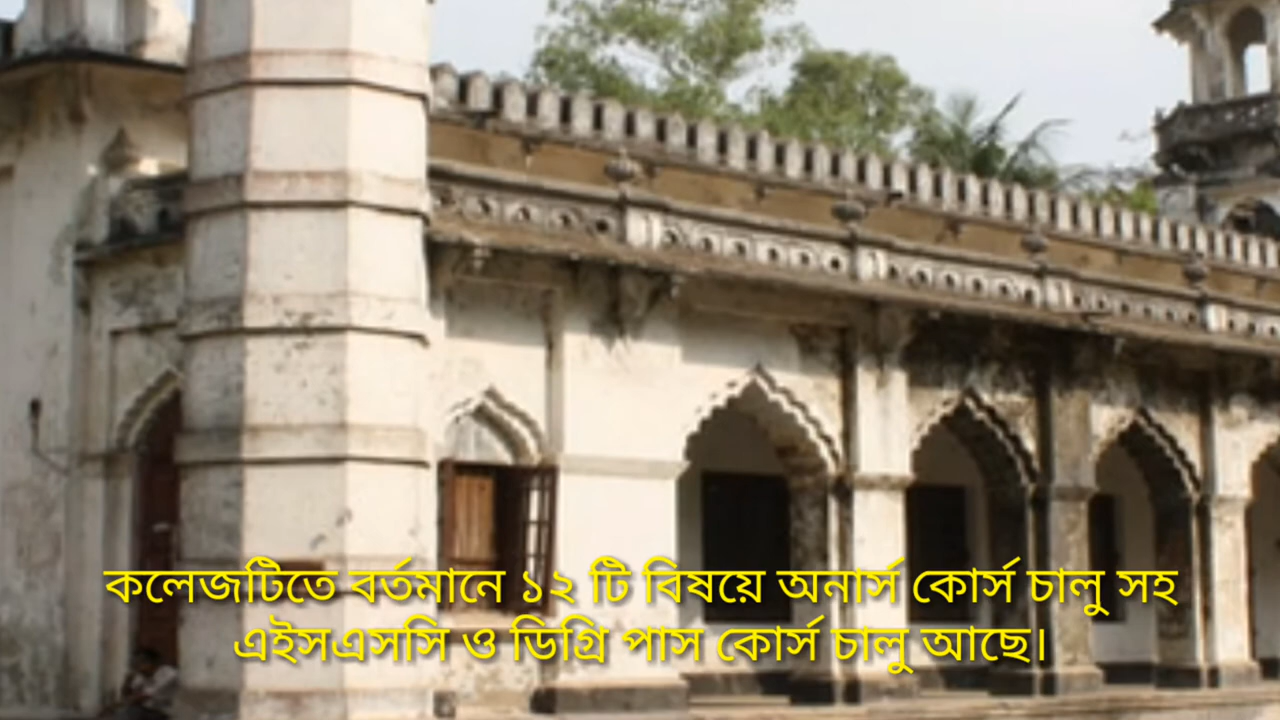 কলেজটিতে বর্তমানে ১২ টি বিষয়ে অনার্স কোর্স চালু সহ
এইসএসসি ও ডিগ্রি পাস কোর্স চালু আছে।